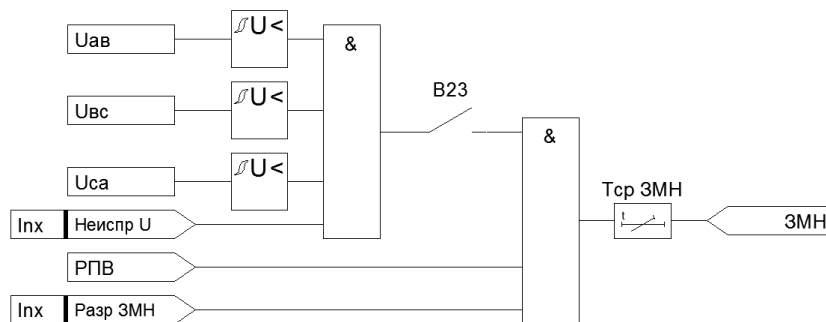 Uав
U<
&
Uвс
U<
B23
&
Uса
U<
Тср ЗМН
Inx
Неиспр U
t
ЗМН
РПВ
Inx
Разр ЗМН